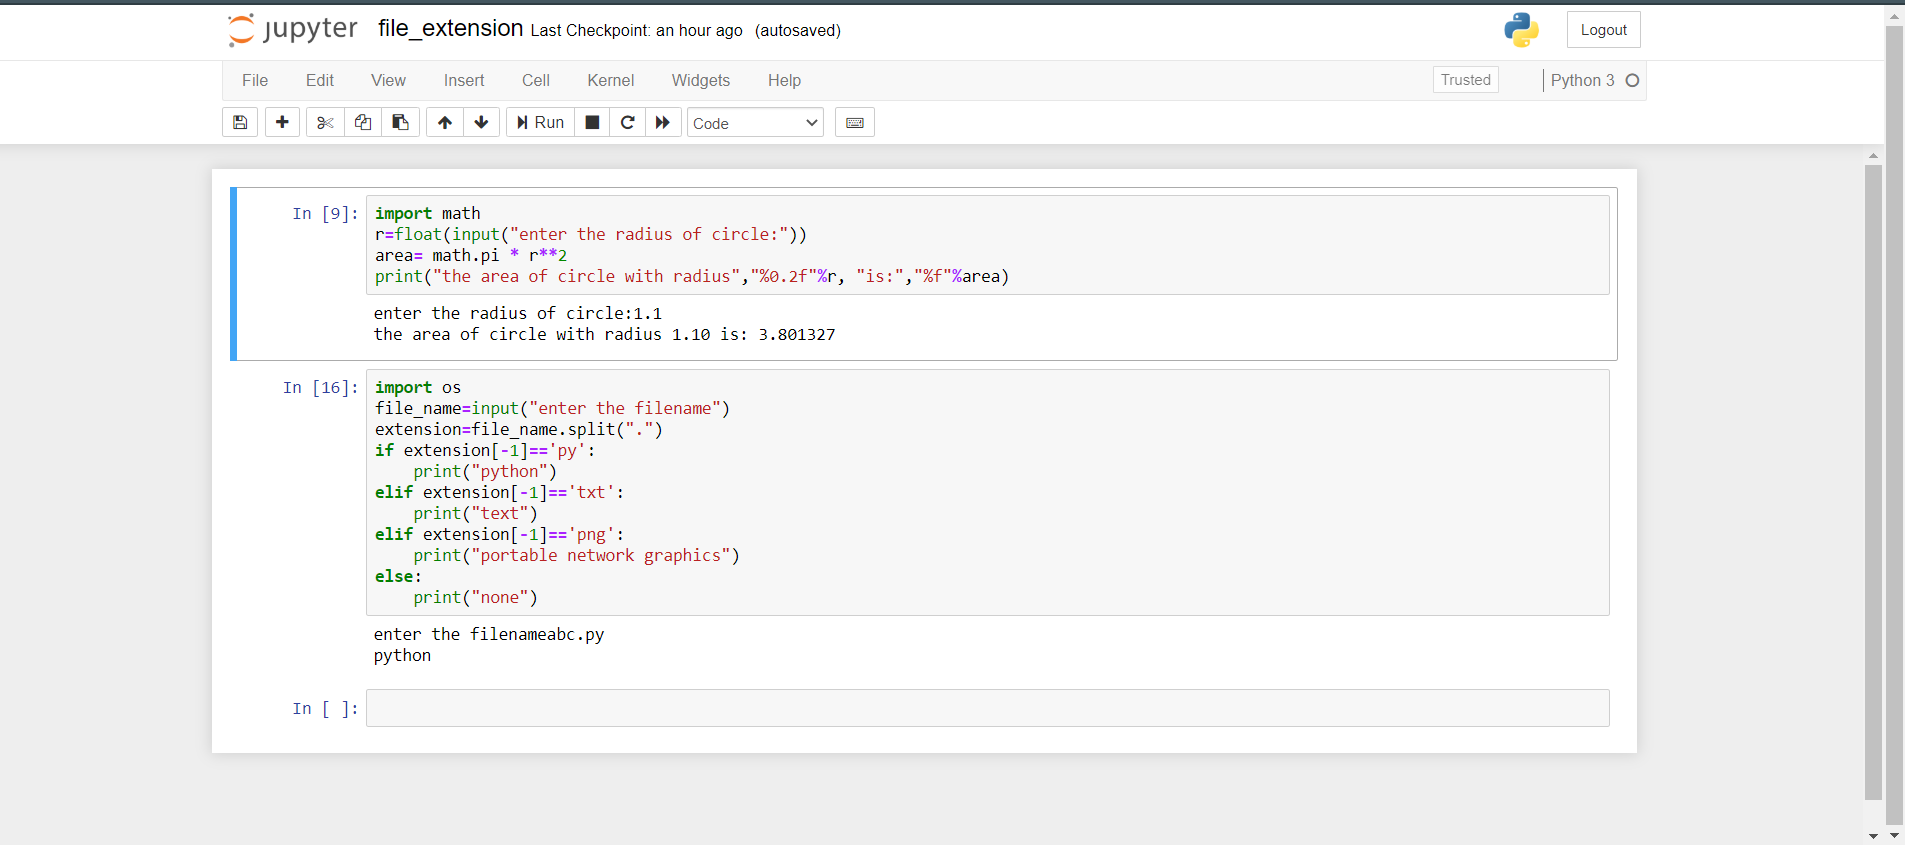 jupyter file_extension Last Checkpoint: an hour ago (autosaved) Logout
File Edit View Insert Cell Kernel Widgets Help Trusted Python 3
Run Code
In [9]: import math
r=float(input("enter the radius of circle:"))
area= math.pi * r**2
print("the area of circle with radius","%0.2f"%r, "is:","%f"%area)
enter the radius of circle:1.1
the area of circle with radius 1.10 is: 3.801327
In [16]: import os
file_name=input("enter the filename")
extension=file_name.split(".")
if extension[-1]=='py':
    print("python")
elif extension[-1]=='txt':
    print("text")
elif extension[-1]=='png':
    print("portable network graphics")
else:
    print("none")
enter the filenameabc.py
python
In [ ]: